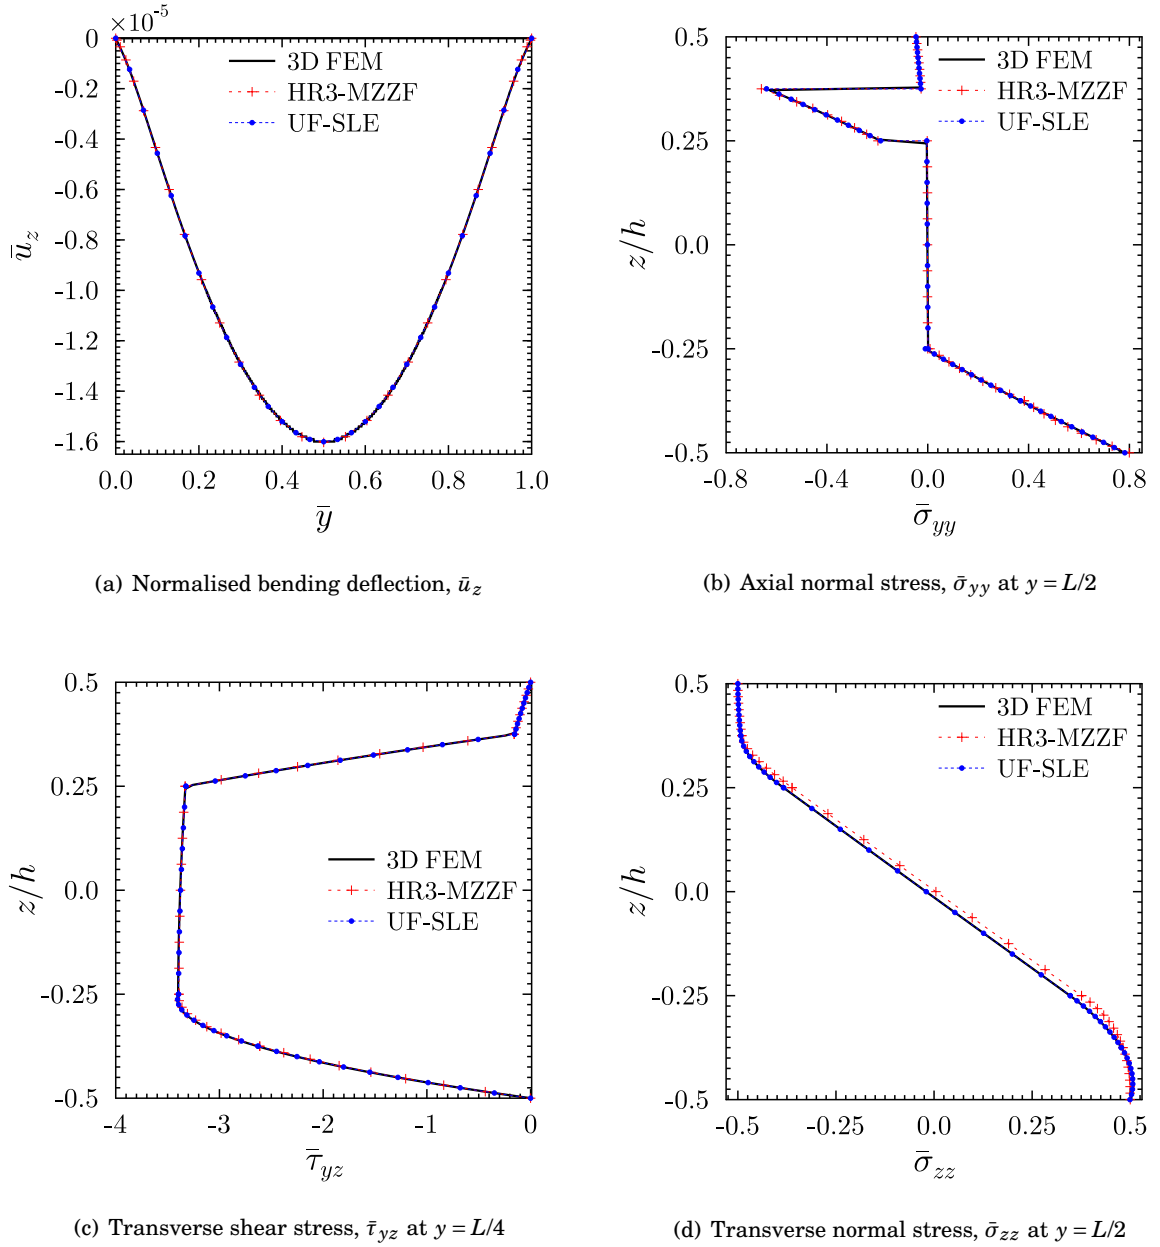 ×10⁻⁵
0
-0.2
-0.4
-0.6
-0.8
-1.0
-1.2
-1.4
-1.6
0.0 0.2 0.4 0.6 0.8 1.0
ū_z
ȳ
3D FEM
HR3-MZZF
UF-SLE
(a) Normalised bending deflection, ū_z
0.5
0.25
0.0
-0.25
-0.5
-0.8 -0.4 0.0 0.4 0.8
z/h
σ̄_yy
3D FEM
HR3-MZZF
UF-SLE
(b) Axial normal stress, σ̄_yy at y = L/2
0.5
0.25
0.0
-0.25
-0.5
-4 -3 -2 -1 0
z/h
τ̄_yz
3D FEM
HR3-MZZF
UF-SLE
(c) Transverse shear stress, τ̄_yz at y = L/4
0.5
0.25
0.0
-0.25
-0.5
-0.5 -0.25 0.0 0.25 0.5
z/h
σ̄_zz
3D FEM
HR3-MZZF
UF-SLE
(d) Transverse normal stress, σ̄_zz at y = L/2